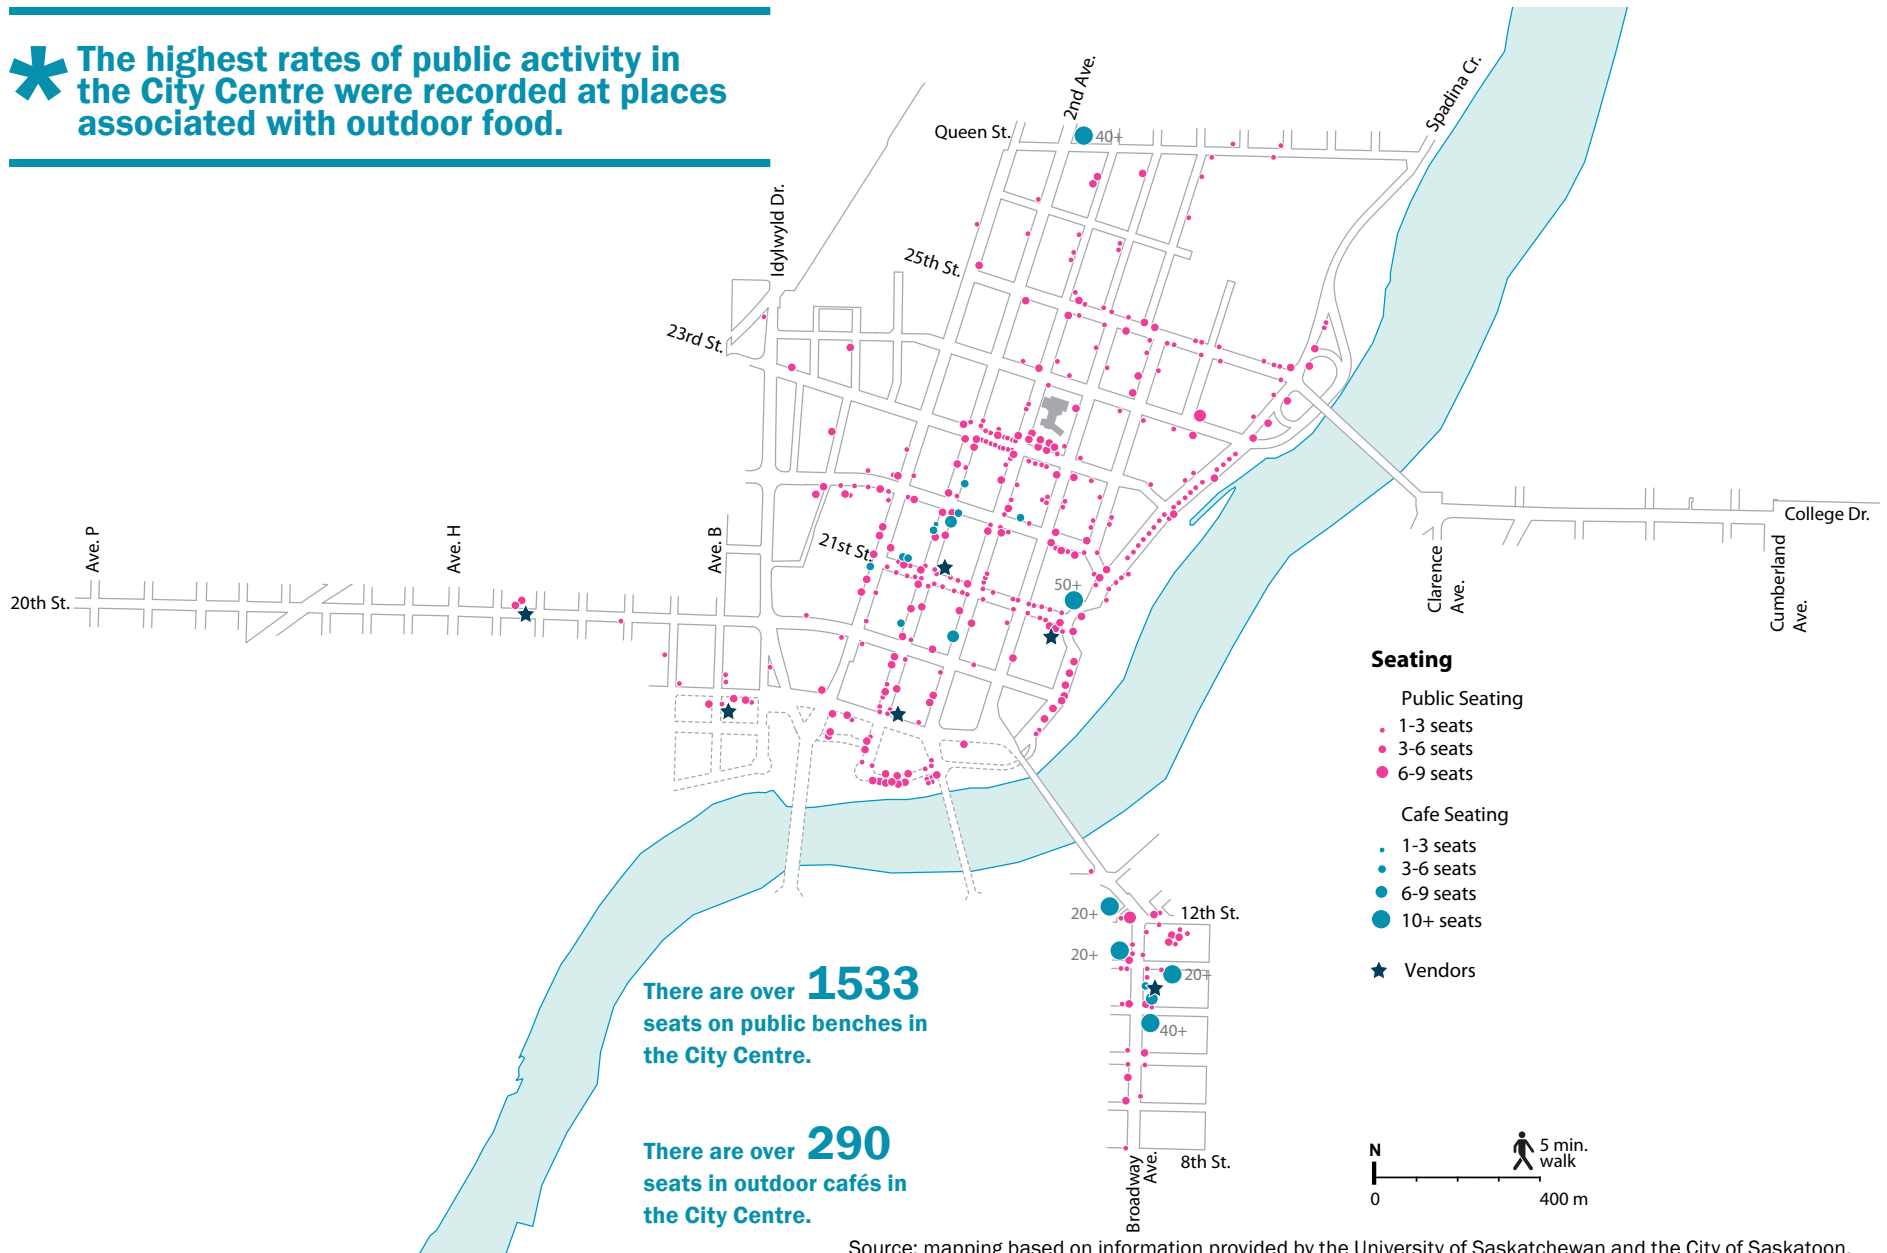 * The highest rates of public activity in
the City Centre were recorded at places
associated with outdoor food.
2nd Ave.
Spadina Cr.
Queen St.
40+
Idylwyld Dr.
25th St.
23rd St.
21st St.
Ave. P
Ave. H
Ave. B
20th St.
50+
College Dr.
Clarence
Ave.
Cumberland
Ave.
Seating
Public Seating
1-3 seats
3-6 seats
6-9 seats
Cafe Seating
1-3 seats
3-6 seats
6-9 seats
10+ seats
Vendors
20+
12th St.
20+
20+
40+
8th St.
Broadway
Ave.
There are over 1533
seats on public benches in
the City Centre.
There are over 290
seats in outdoor cafés in
the City Centre.
N
5 min.
walk
0
400 m
Source: mapping based on information provided by the University of Saskatchewan and the City of Saskatoon.